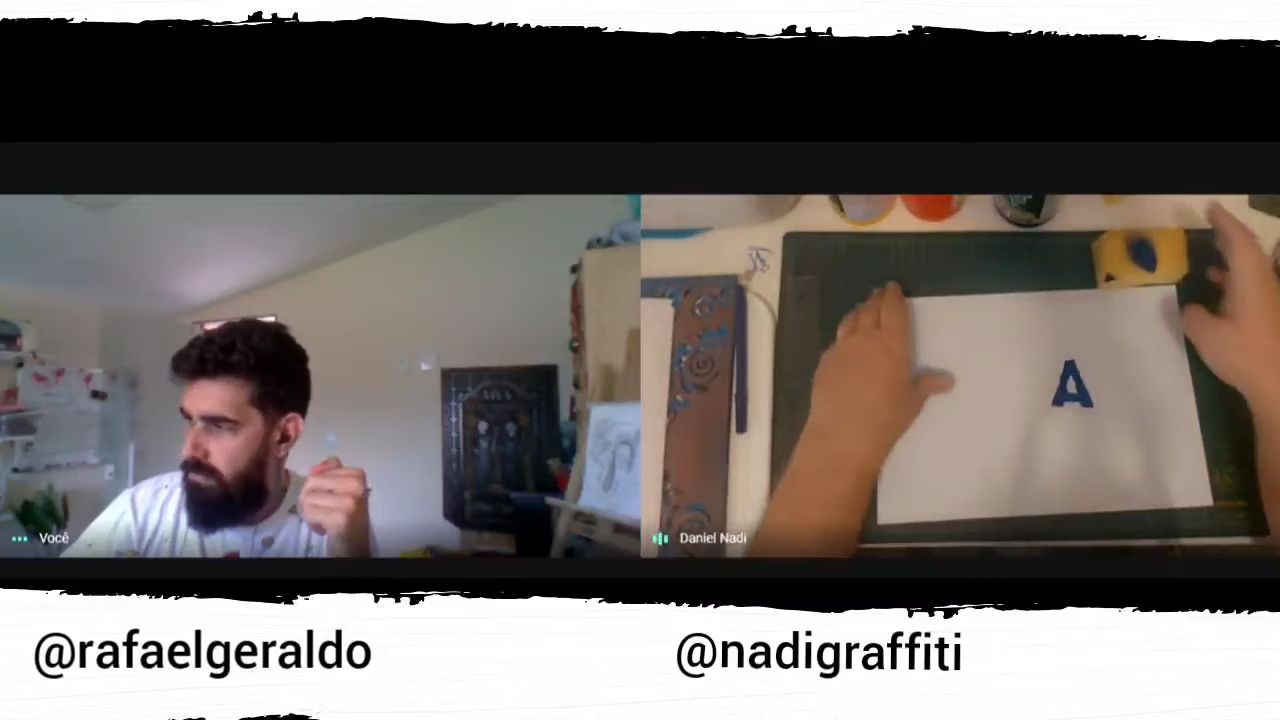 A
Você
Daniel Nadi
@rafaelgeraldo
@nadigraffiti